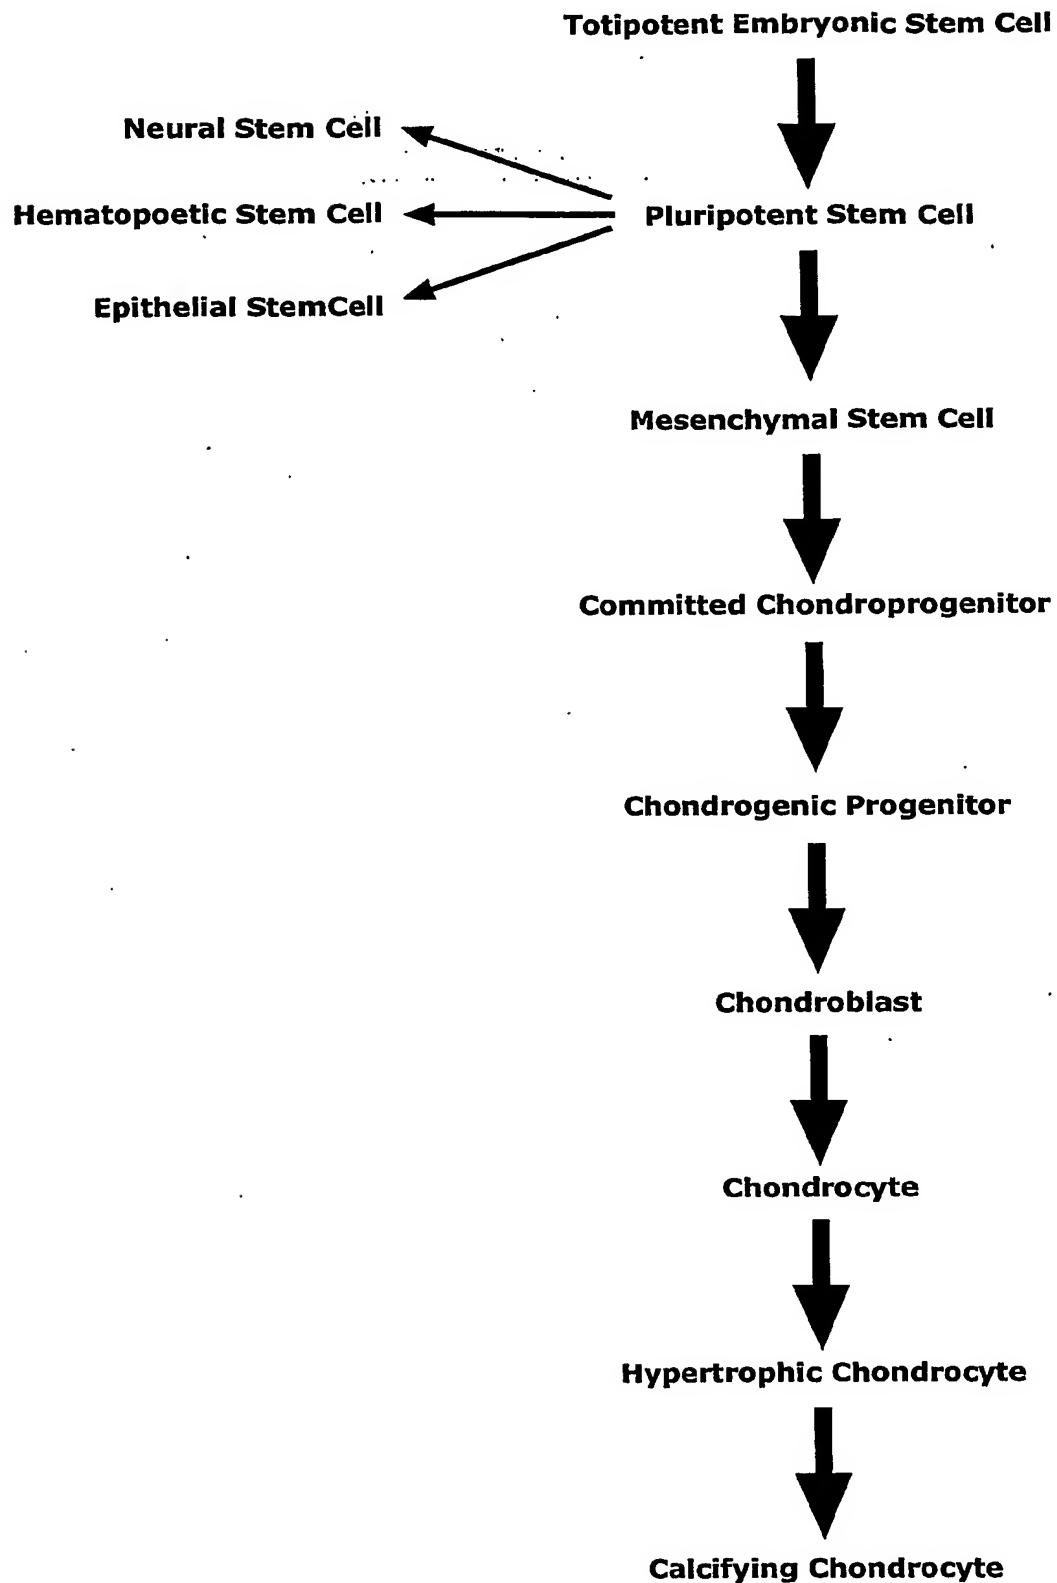 Totipotent Embryonic Stem Cell
Neural Stem Cell
Hematopoetic Stem Cell
Pluripotent Stem Cell
Epithelial StemCell
Mesenchymal Stem Cell
Committed Chondroprogenitor
Chondrogenic Progenitor
Chondroblast
Chondrocyte
Hypertrophic Chondrocyte
Calcifying Chondrocyte